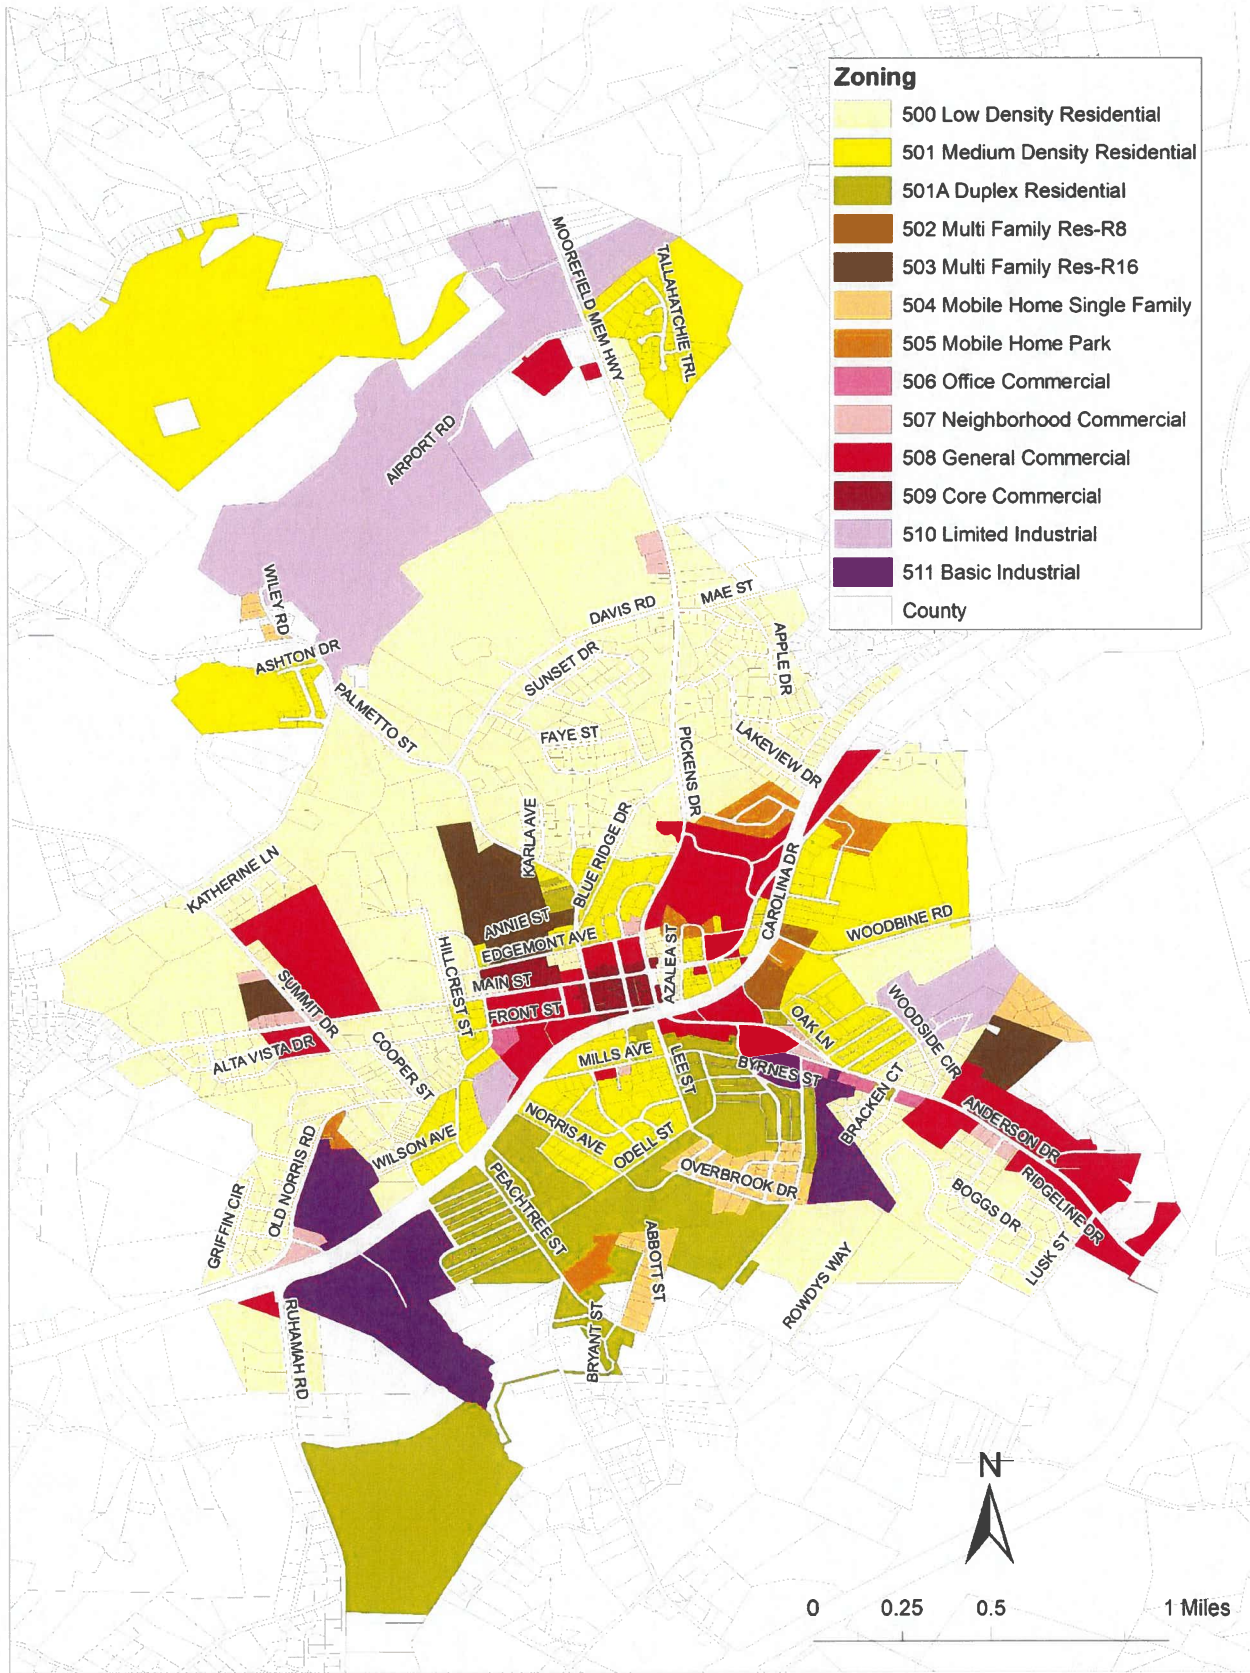 Zoning
500 Low Density Residential
501 Medium Density Residential
501A Duplex Residential
502 Multi Family Res-R8
503 Multi Family Res-R16
504 Mobile Home Single Family
505 Mobile Home Park
506 Office Commercial
507 Neighborhood Commercial
508 General Commercial
509 Core Commercial
510 Limited Industrial
511 Basic Industrial
County
MOOREFIELD MEM HWY
TALLAHATCHIE TRL
AIRPORT RD
WILEY RD
ASHTON DR
PALMETTO ST
DAVIS RD
MAE ST
SUNSET DR
APPLE DR
FAYE ST
PICKENS DR
LAKEVIEW DR
KARLA AVE
BLUE RIDGE DR
CAROLINA DR
KATHERINE LN
ANNIE ST
EDGEMONT AVE
WOODBINE RD
HILLCREST ST
MAIN ST
AZALEA ST
SUMMIT DR
FRONT ST
WOODSIDE CIR
OAK LN
ALTA VISTA DR
COOPER ST
MILLS AVE
LEE ST
BYRNES ST
BRACKEN CT
ANDERSON DR
NORRIS AVE
ODELL ST
WILSON AVE
OLD NORRIS RD
GRIFFIN CIR
PEACHTREE ST
OVERBROOK DR
RIDGELINE DR
BOGGS DR
LUSK ST
ABBOTT ST
ROWDYS WAY
RUHAMAH RD
BRYANT ST
N
0 0.25 0.5 1 Miles